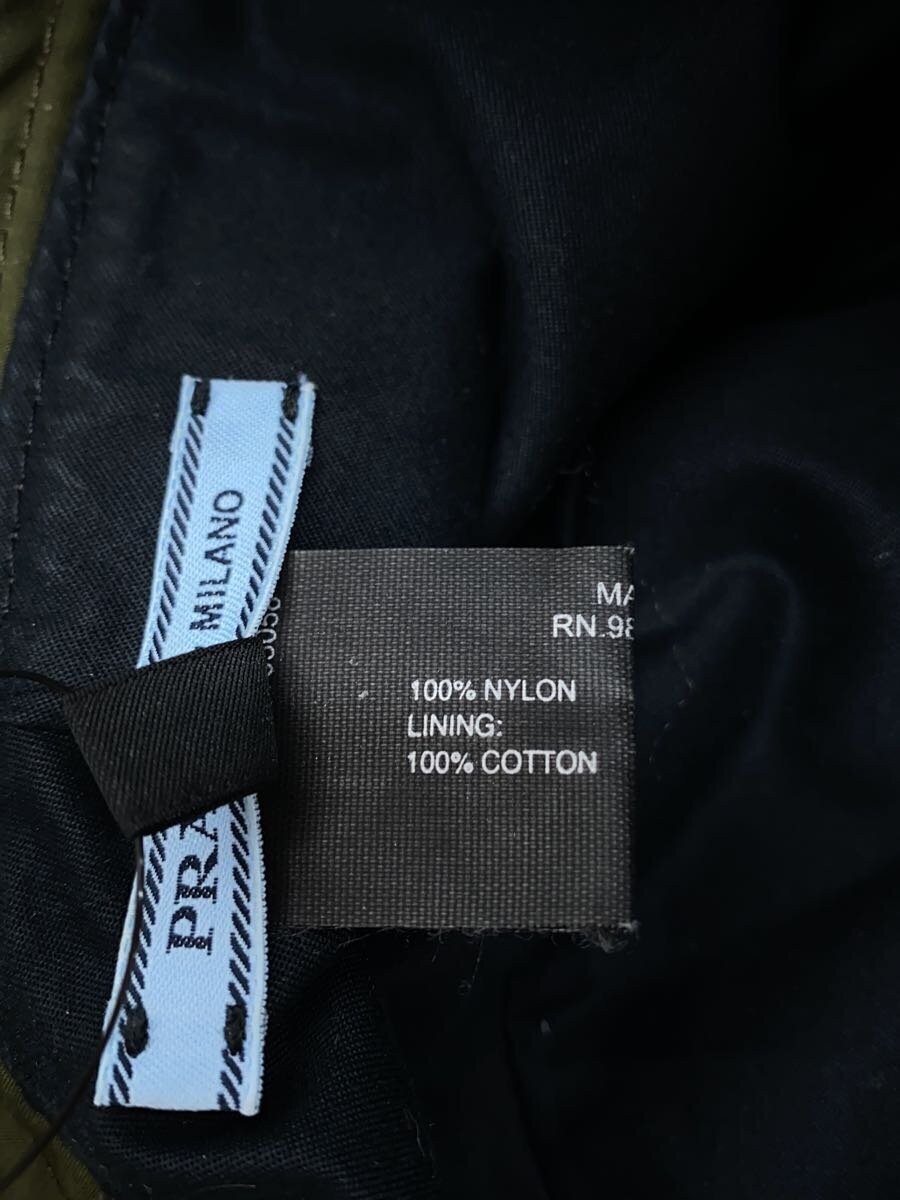 MILANO
PRA
MA
RN.98
100% NYLON
LINING:
100% COTTON